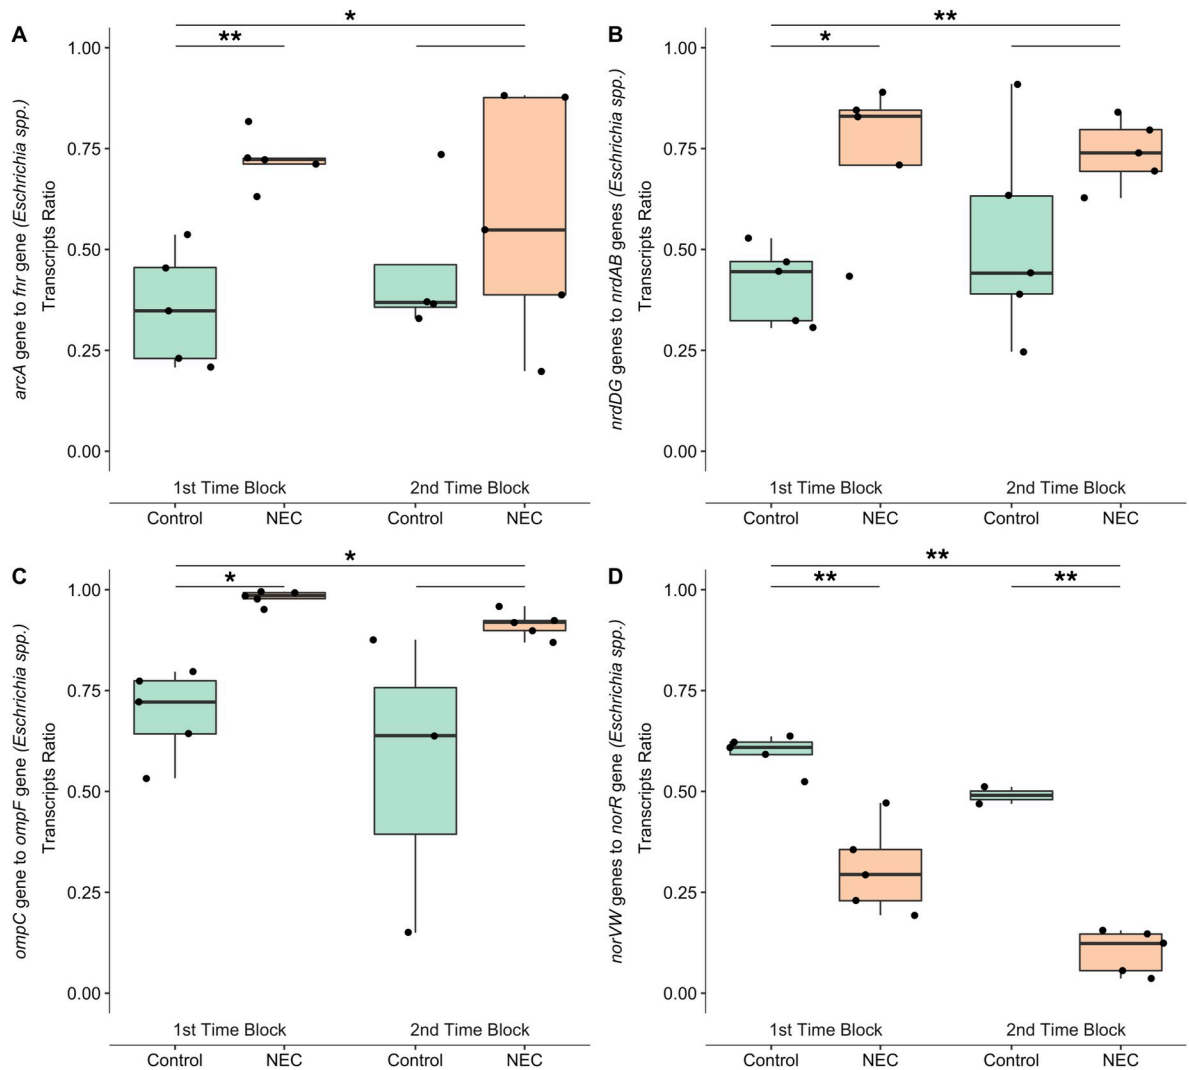 A
*
**
1.00
0.75
0.50
0.25
0.00
arcA gene to fnr gene (Eschrichia spp.)
Transcripts Ratio
1st Time Block
2nd Time Block
Control
NEC
Control
NEC
B
**
*
1.00
0.75
0.50
0.25
0.00
nrdDG genes to nrdAB genes (Eschrichia spp.)
Transcripts Ratio
1st Time Block
2nd Time Block
Control
NEC
Control
NEC
C
*
*
1.00
0.75
0.50
0.25
0.00
ompC gene to ompF gene (Eschrichia spp.)
Transcripts Ratio
1st Time Block
2nd Time Block
Control
NEC
Control
NEC
D
**
**
**
1.00
0.75
0.50
0.25
0.00
norVW genes to norR gene (Eschrichia spp.)
Transcripts Ratio
1st Time Block
2nd Time Block
Control
NEC
Control
NEC